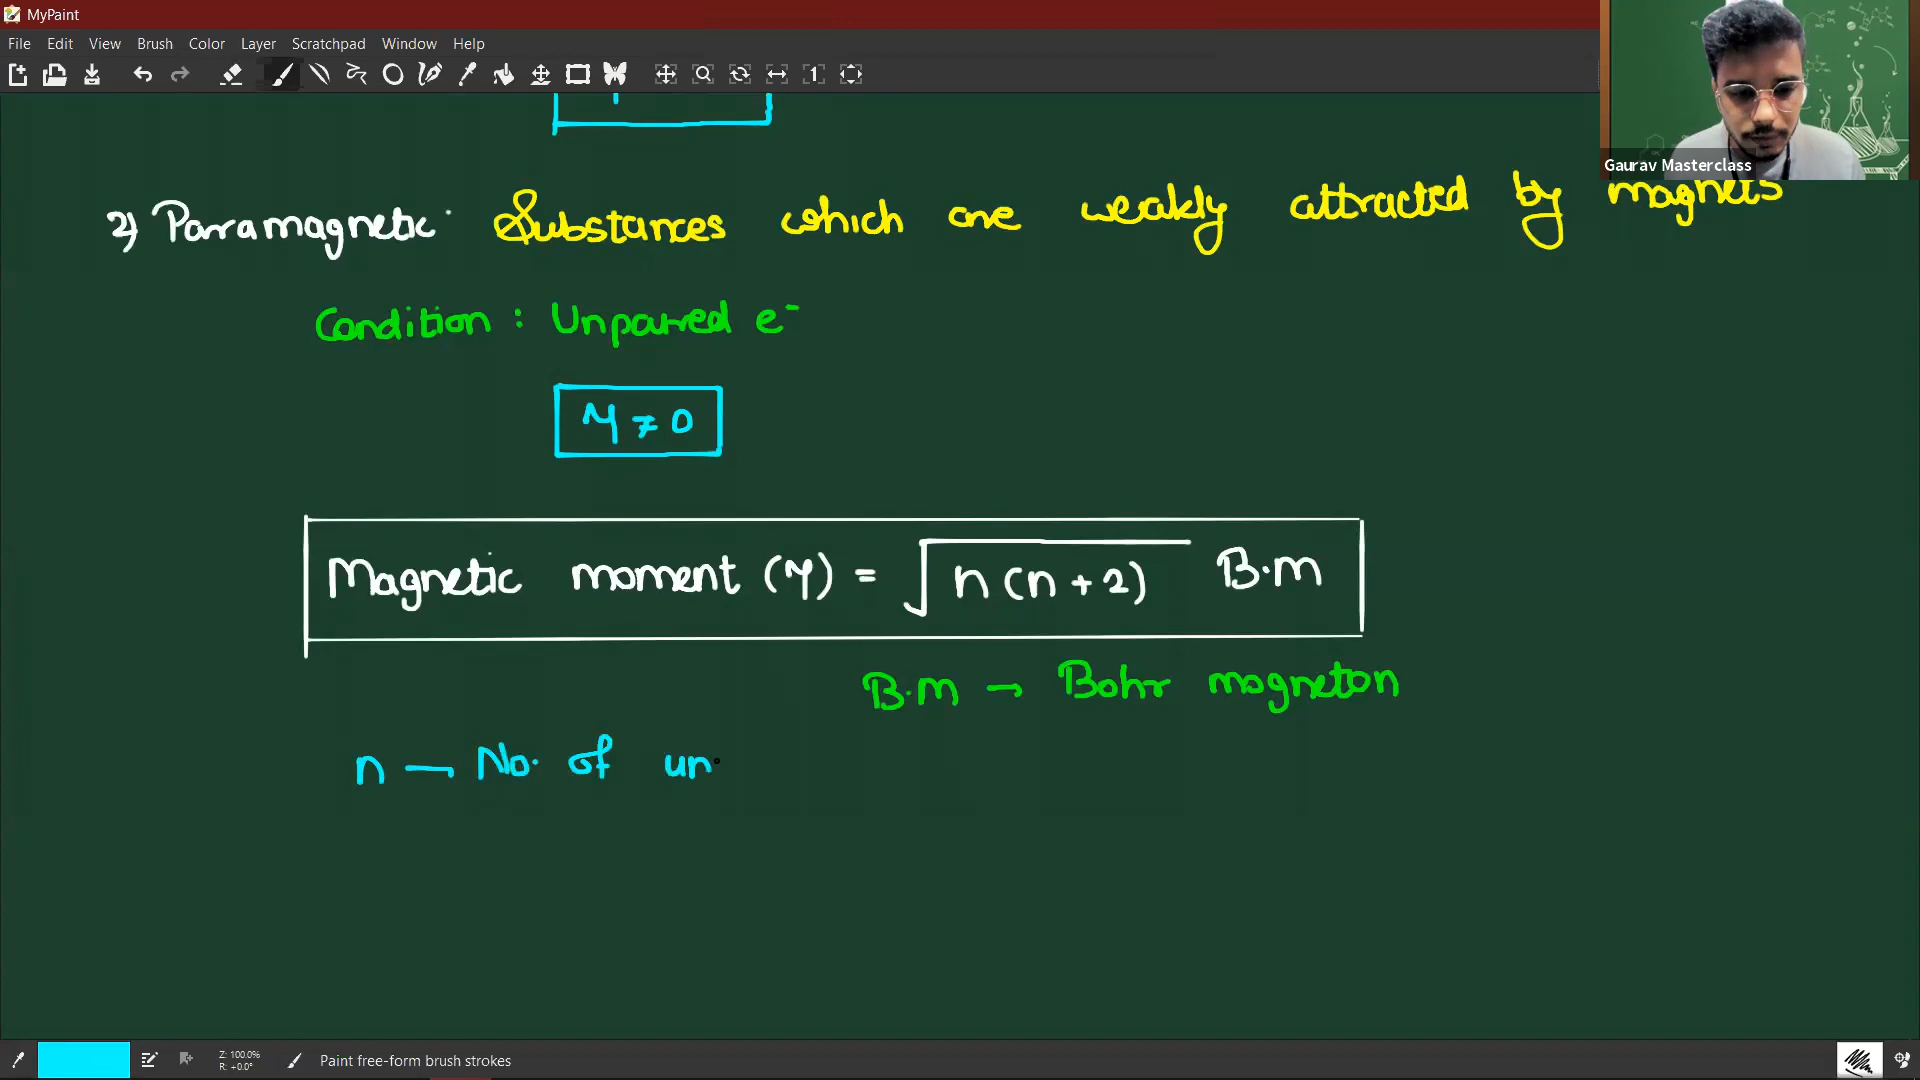 MyPaint
File Edit View Brush Color Layer Scratchpad Window Help
Gaurav Masterclass
2) Paramagnetic: Substances which are weakly attracted by magnets
Condition : Unpaired e⁻
μ ≠ 0
Magnetic moment (μ) = √n(n+2) B.M
B.M → Bohr magneton
n — No. of un
Z: 100.0%
R: +0.0°
Paint free-form brush strokes